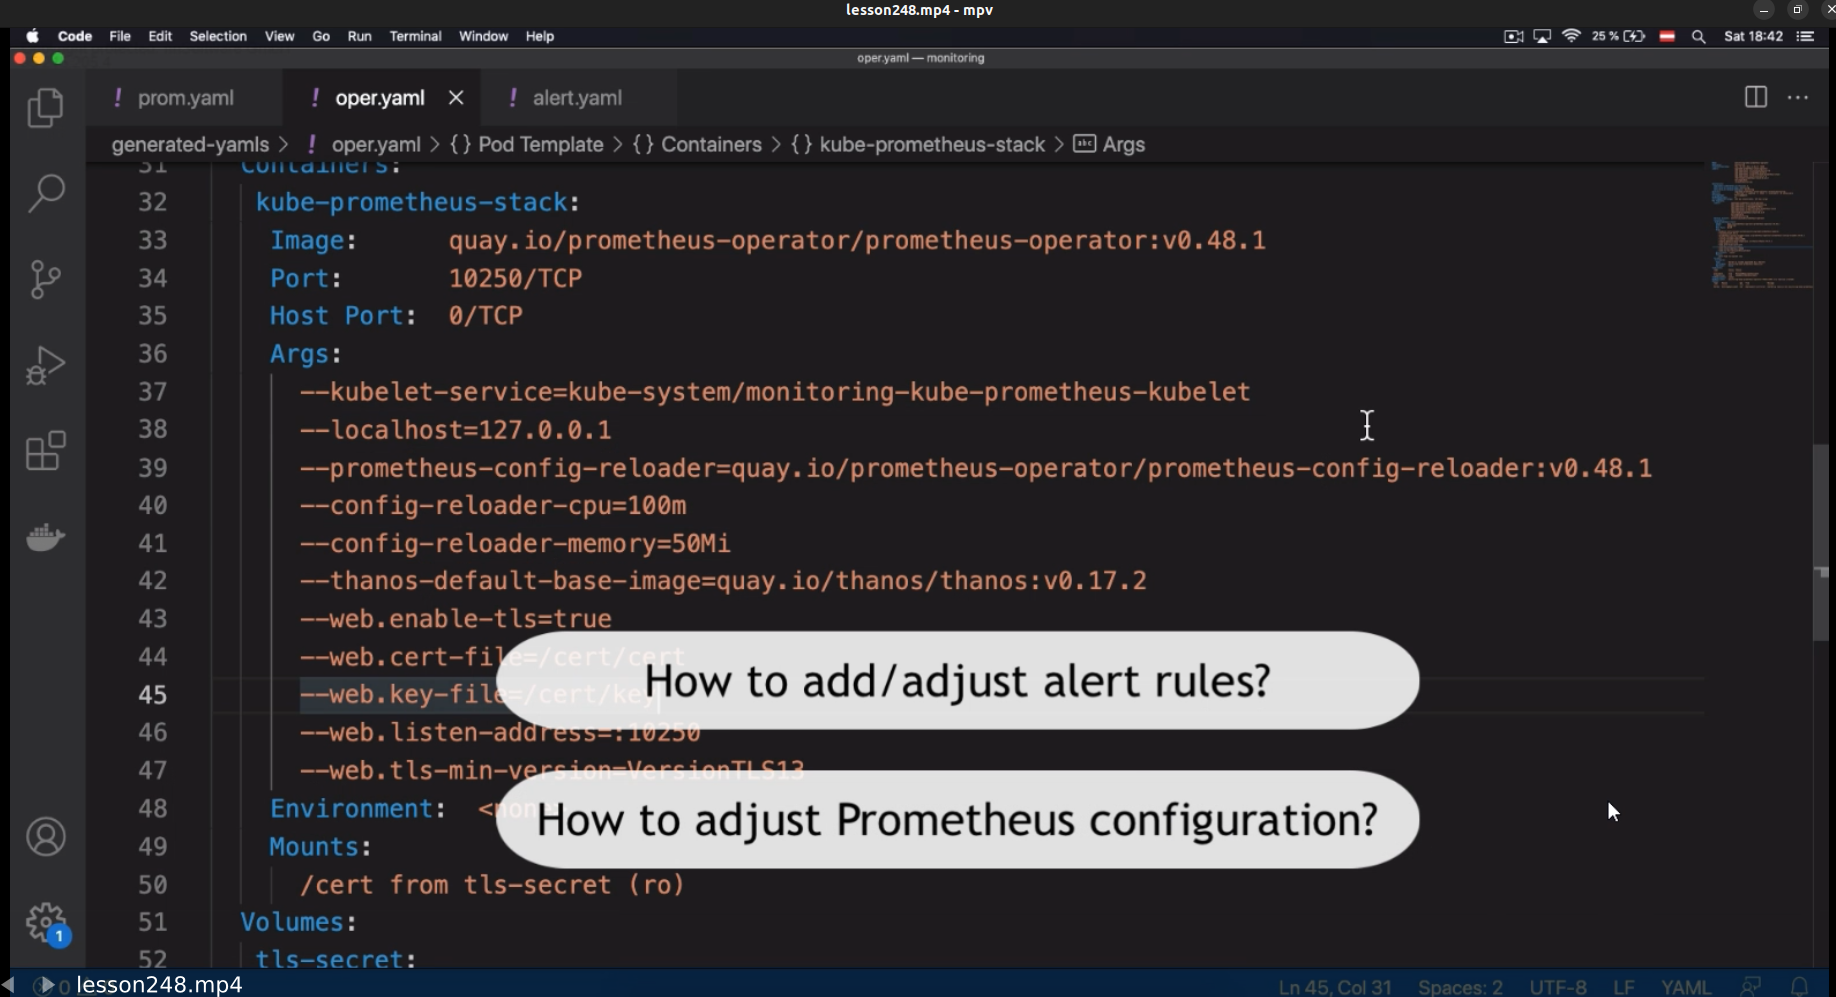 lesson248.mp4 - mpv
Code File Edit Selection View Go Run Terminal Window Help 25 % Sat 18:42
oper.yaml — monitoring
! prom.yaml ! oper.yaml ! alert.yaml
generated-yamls > ! oper.yaml > {} Pod Template > {} Containers > {} kube-prometheus-stack > abc Args
31 Containers:
32 kube-prometheus-stack:
33 Image: quay.io/prometheus-operator/prometheus-operator:v0.48.1
34 Port: 10250/TCP
35 Host Port: 0/TCP
36 Args:
37 --kubelet-service=kube-system/monitoring-kube-prometheus-kubelet
38 --localhost=127.0.0.1
39 --prometheus-config-reloader=quay.io/prometheus-operator/prometheus-config-reloader:v0.48.1
40 --config-reloader-cpu=100m
41 --config-reloader-memory=50Mi
42 --thanos-default-base-image=quay.io/thanos/thanos:v0.17.2
43 --web.enable-tls=true
44 --web.cert-file=/cert/cert
How to add/adjust alert rules?
45 --web.key-file=/cert/key
46 --web.listen-address=:10250
47 --web.tls-min-version=VersionTLS13
48 Environment: <none>
How to adjust Prometheus configuration?
49 Mounts:
50 /cert from tls-secret (ro)
51 Volumes:
52 tls-secret:
1
0 lesson248.mp4 Ln 45, Col 31 Spaces: 2 UTF-8 LF YAML